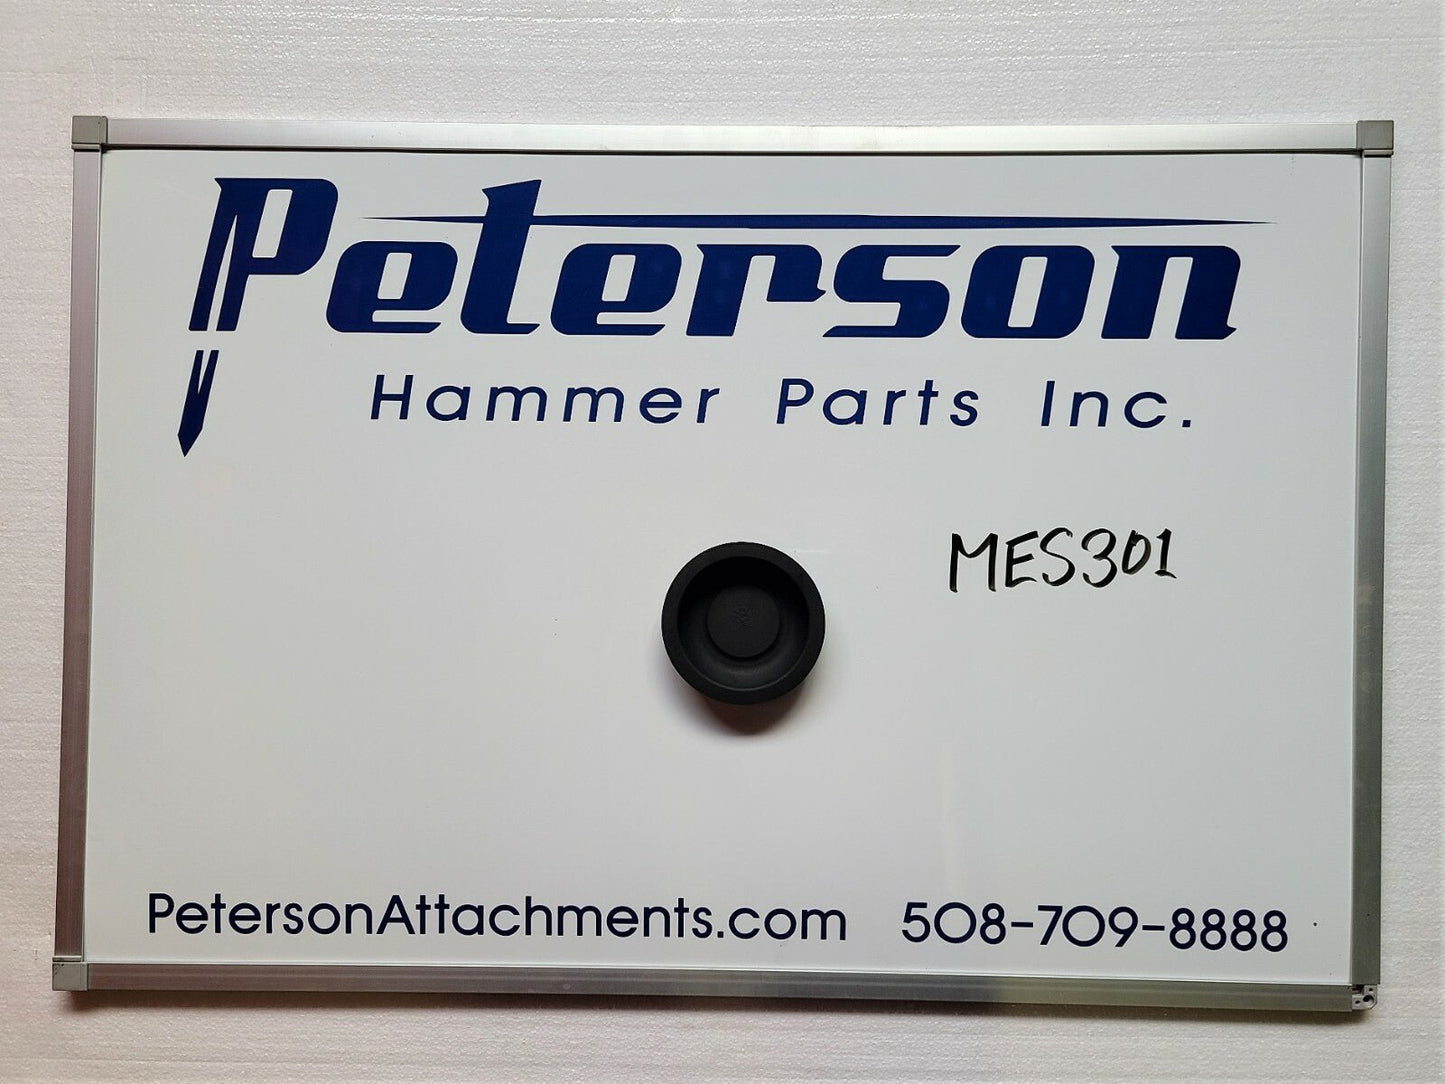 Peterson
Hammer Parts Inc.
MES301
PetersonAttachments.com 508-709-8888